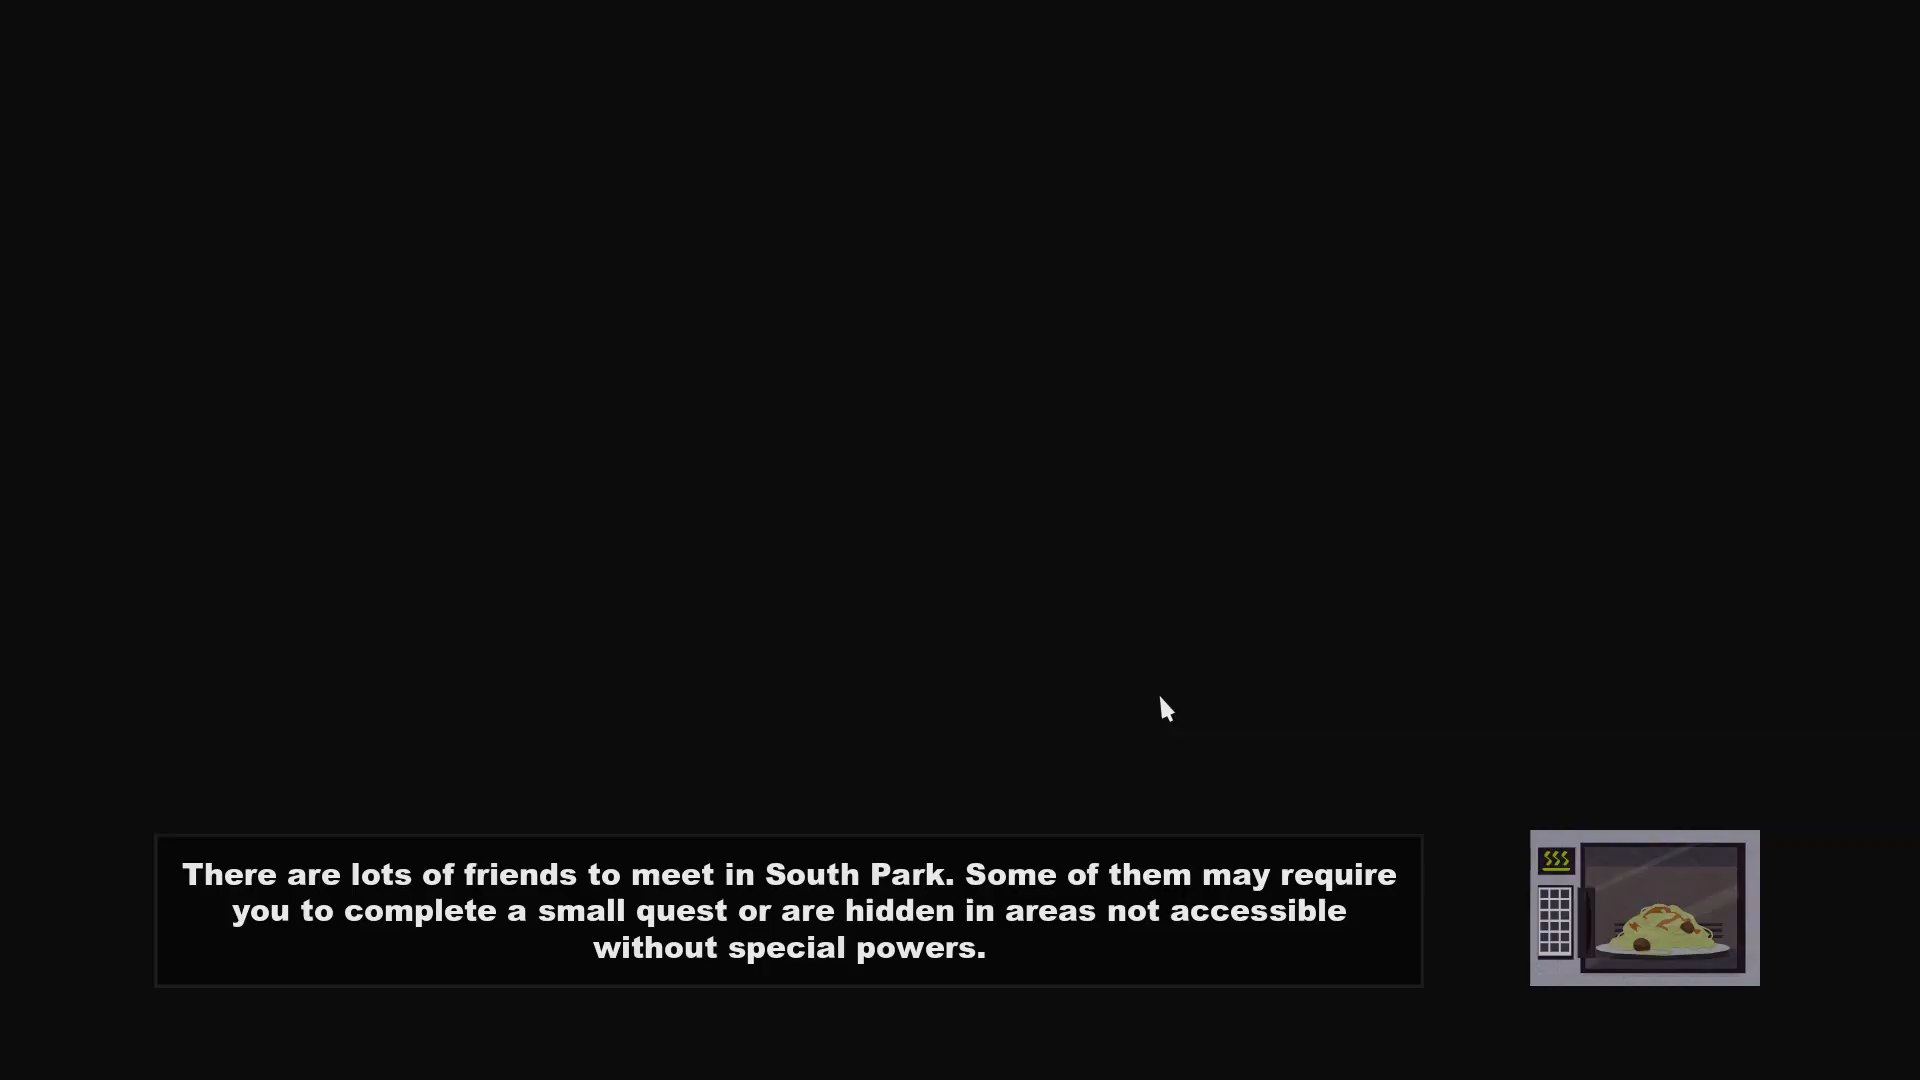 There are lots of friends to meet in South Park. Some of them may require
you to complete a small quest or are hidden in areas not accessible
without special powers.